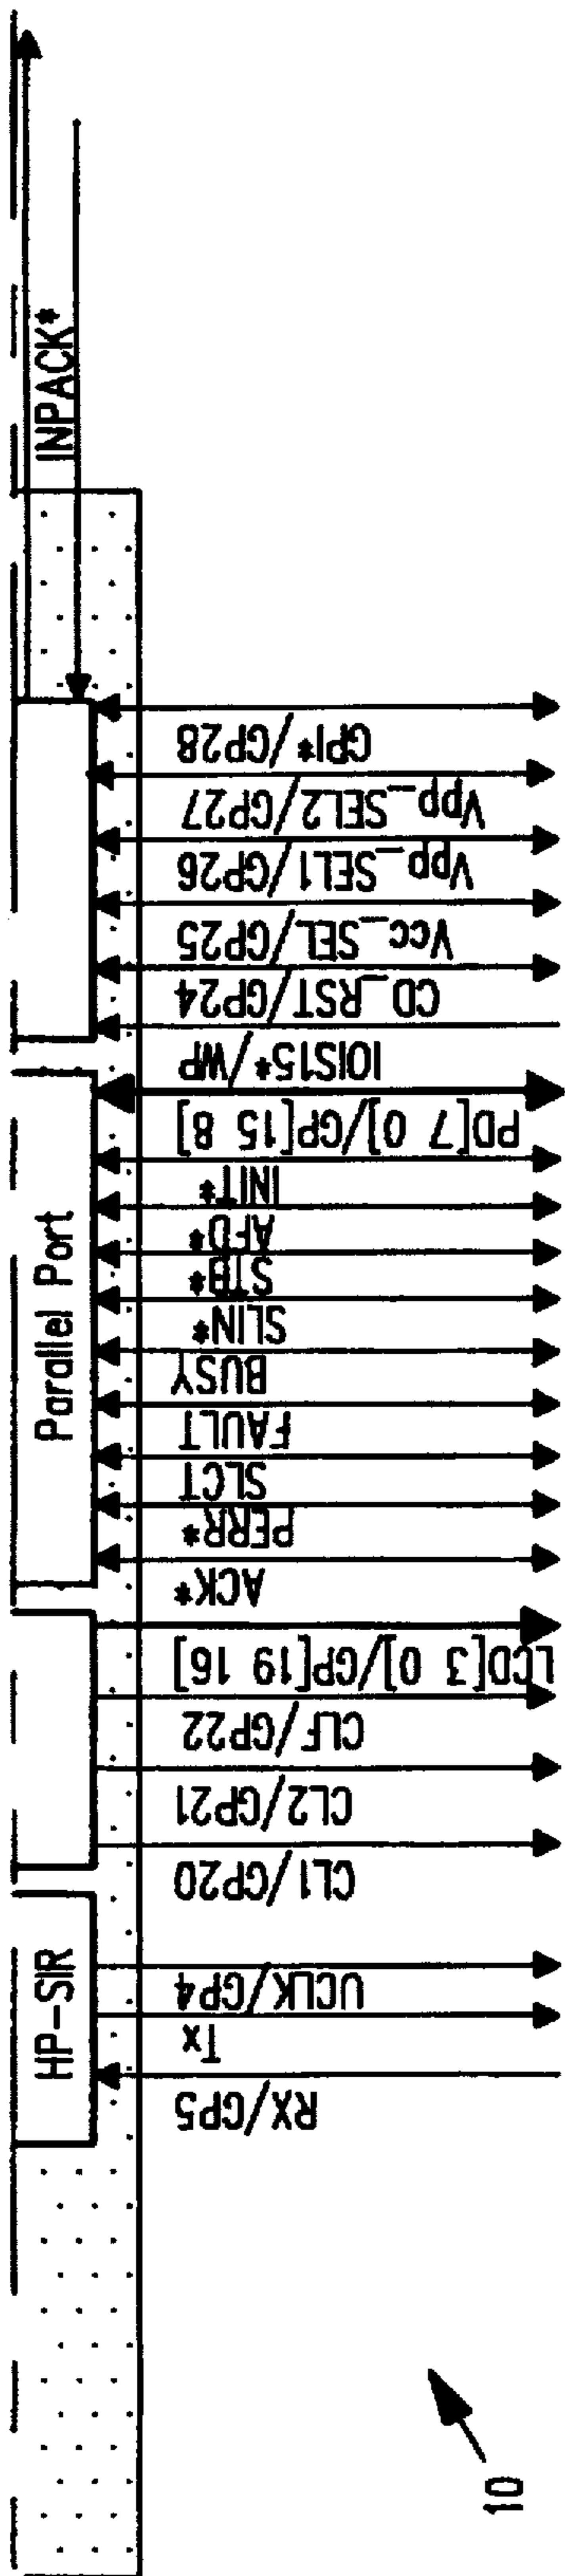 INPACK*
GPI*/GP28
Vpp_SEL2/GP27
Vpp_SEL1/GP26
Vcc_SEL/GP25
CD_RST/GP24
IOIS15*/WP
PD[7 0]/GP[15 8]
INIT*
AFD*
STB*
SLIN*
BUSY
FAULT
SLCT
PERR*
ACK*
Parallel Port
LCD[3 0]/GP[19 16]
CLF/GP22
CL2/GP21
CL1/GP20
HP-SIR
UCLK/GP4
Tx
RX/GP5
10